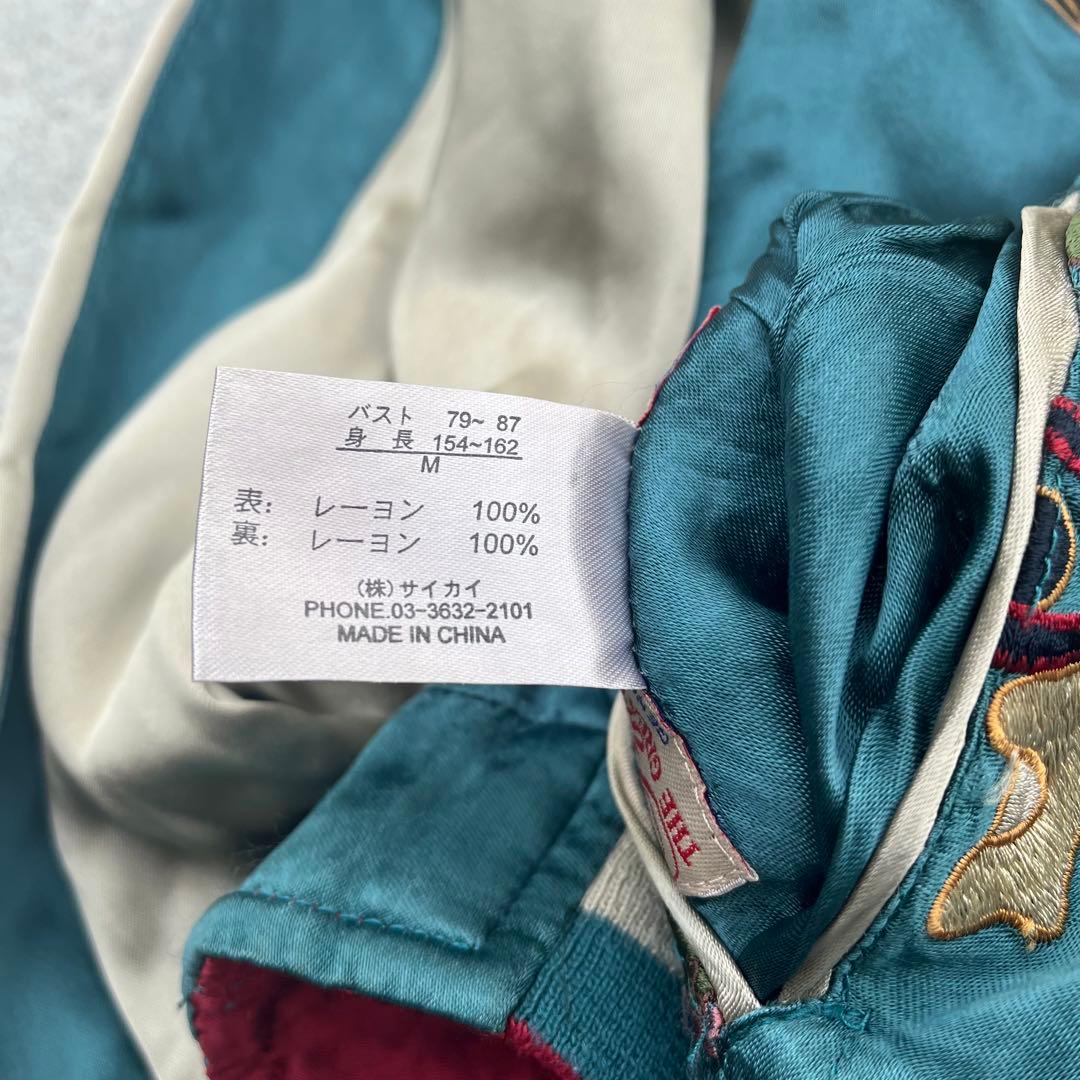 バスト 79~ 87
身 長 154~162
M
表: レーヨン 100%
裏: レーヨン 100%
(株)サイカイ
PHONE.03-3632-2101
MADE IN CHINA
THE